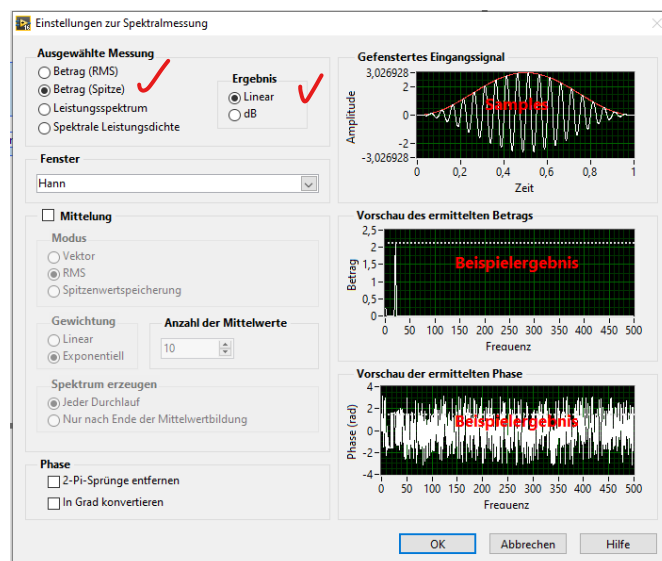 Einstellungen zur Spektralmessung
Ausgewählte Messung
Betrag (RMS)
Betrag (Spitze)
Leistungsspektrum
Spektrale Leistungsdichte
Ergebnis
Linear
dB
Fenster
Hann
Mittelung
Modus
Vektor
RMS
Spitzenwertspeicherung
Gewichtung
Linear
Exponentiell
Anzahl der Mittelwerte
10
Spektrum erzeugen
Jeder Durchlauf
Nur nach Ende der Mittelwertbildung
Phase
2-Pi-Sprünge entfernen
In Grad konvertieren
Gefenstertes Eingangssignal
3,026928
2
0
-2
-3,026928
Amplitude
Samples
0 0,2 0,4 0,6 0,8 1
Zeit
Vorschau des ermittelten Betrags
2,5
2
1,5
1
0,5
0
Betrag
Beispielergebnis
0 50 100 150 200 250 300 350 400 450 500
Frequenz
Vorschau der ermittelten Phase
4
2
0
-2
-4
Phase (rad)
Beispielergebnis
0 50 100 150 200 250 300 350 400 450 500
Frequenz
OK Abbrechen Hilfe